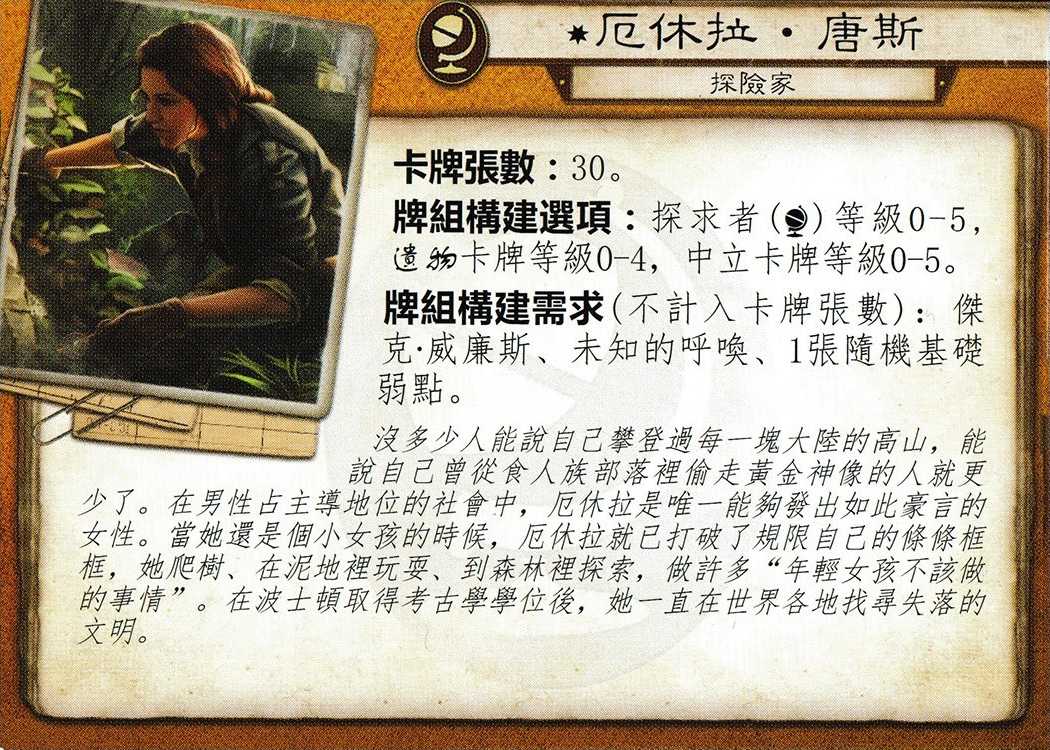 ✷厄休拉·唐斯
探險家
卡牌張數：30。
牌組構建選項：探求者()等級0-5,
遺物卡牌等級0-4，中立卡牌等級0-5。
牌組構建需求(不計入卡牌張數)：傑
克·威廉斯、未知的呼喚、1張隨機基礎
弱點。
沒多少人能說自己攀登過每一塊大陸的高山，能
說自己曾從食人族部落裡偷走黃金神像的人就更
少了。在男性占主導地位的社會中，厄休拉是唯一能夠發出如此豪言的
女性。當她還是個小女孩的時候，厄休拉就已打破了規限自己的條條框
框，她爬樹、在泥地裡玩耍、到森林裡探索，做許多“年輕女孩不該做
的事情”。在波士頓取得考古學學位後，她一直在世界各地找尋失落的
文明。